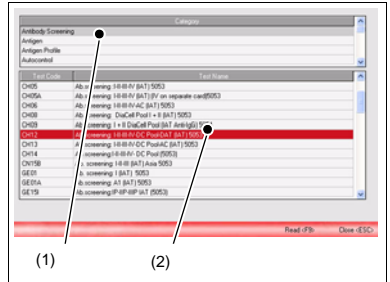 Category
Antibody Screening
Antigen
Antigen Profile
Autocontrol
Test Code Test Name
CH05 Ab.screening: I-II-III-IV (IAT) 5053
CH05A Ab.screening: I-II-III-IV (IAT) (IV on separate card)5053
CH06 Ab.screening: I-II-III-IV-AC (IAT) 5053
CH08 Ab.screening: DiaCell Pool I + II (IAT) 5053
CH09 Ab.screening: I + II DiaCell Pool (IAT Anti-IgG)
CH12 Ab.screening: I-II-III-IV-DC Pool-DAT (IAT) 5053
CH13 Ab.screening: I-II-III-IV-DC Pool-AC (IAT) 5053
CH14 screening: I-II-III-IV- DC Pool (5053)
CN15B screening: I-II-III (IAT) Asia 5053
GE01 screening: I (IAT) 5053
GE01A Ab. screening: A1 (IAT) 5053
GE15I Ab. screening: IP-IIP-IIIP IAT (5053)
Read <F9> Close <ESC>
(1) (2)